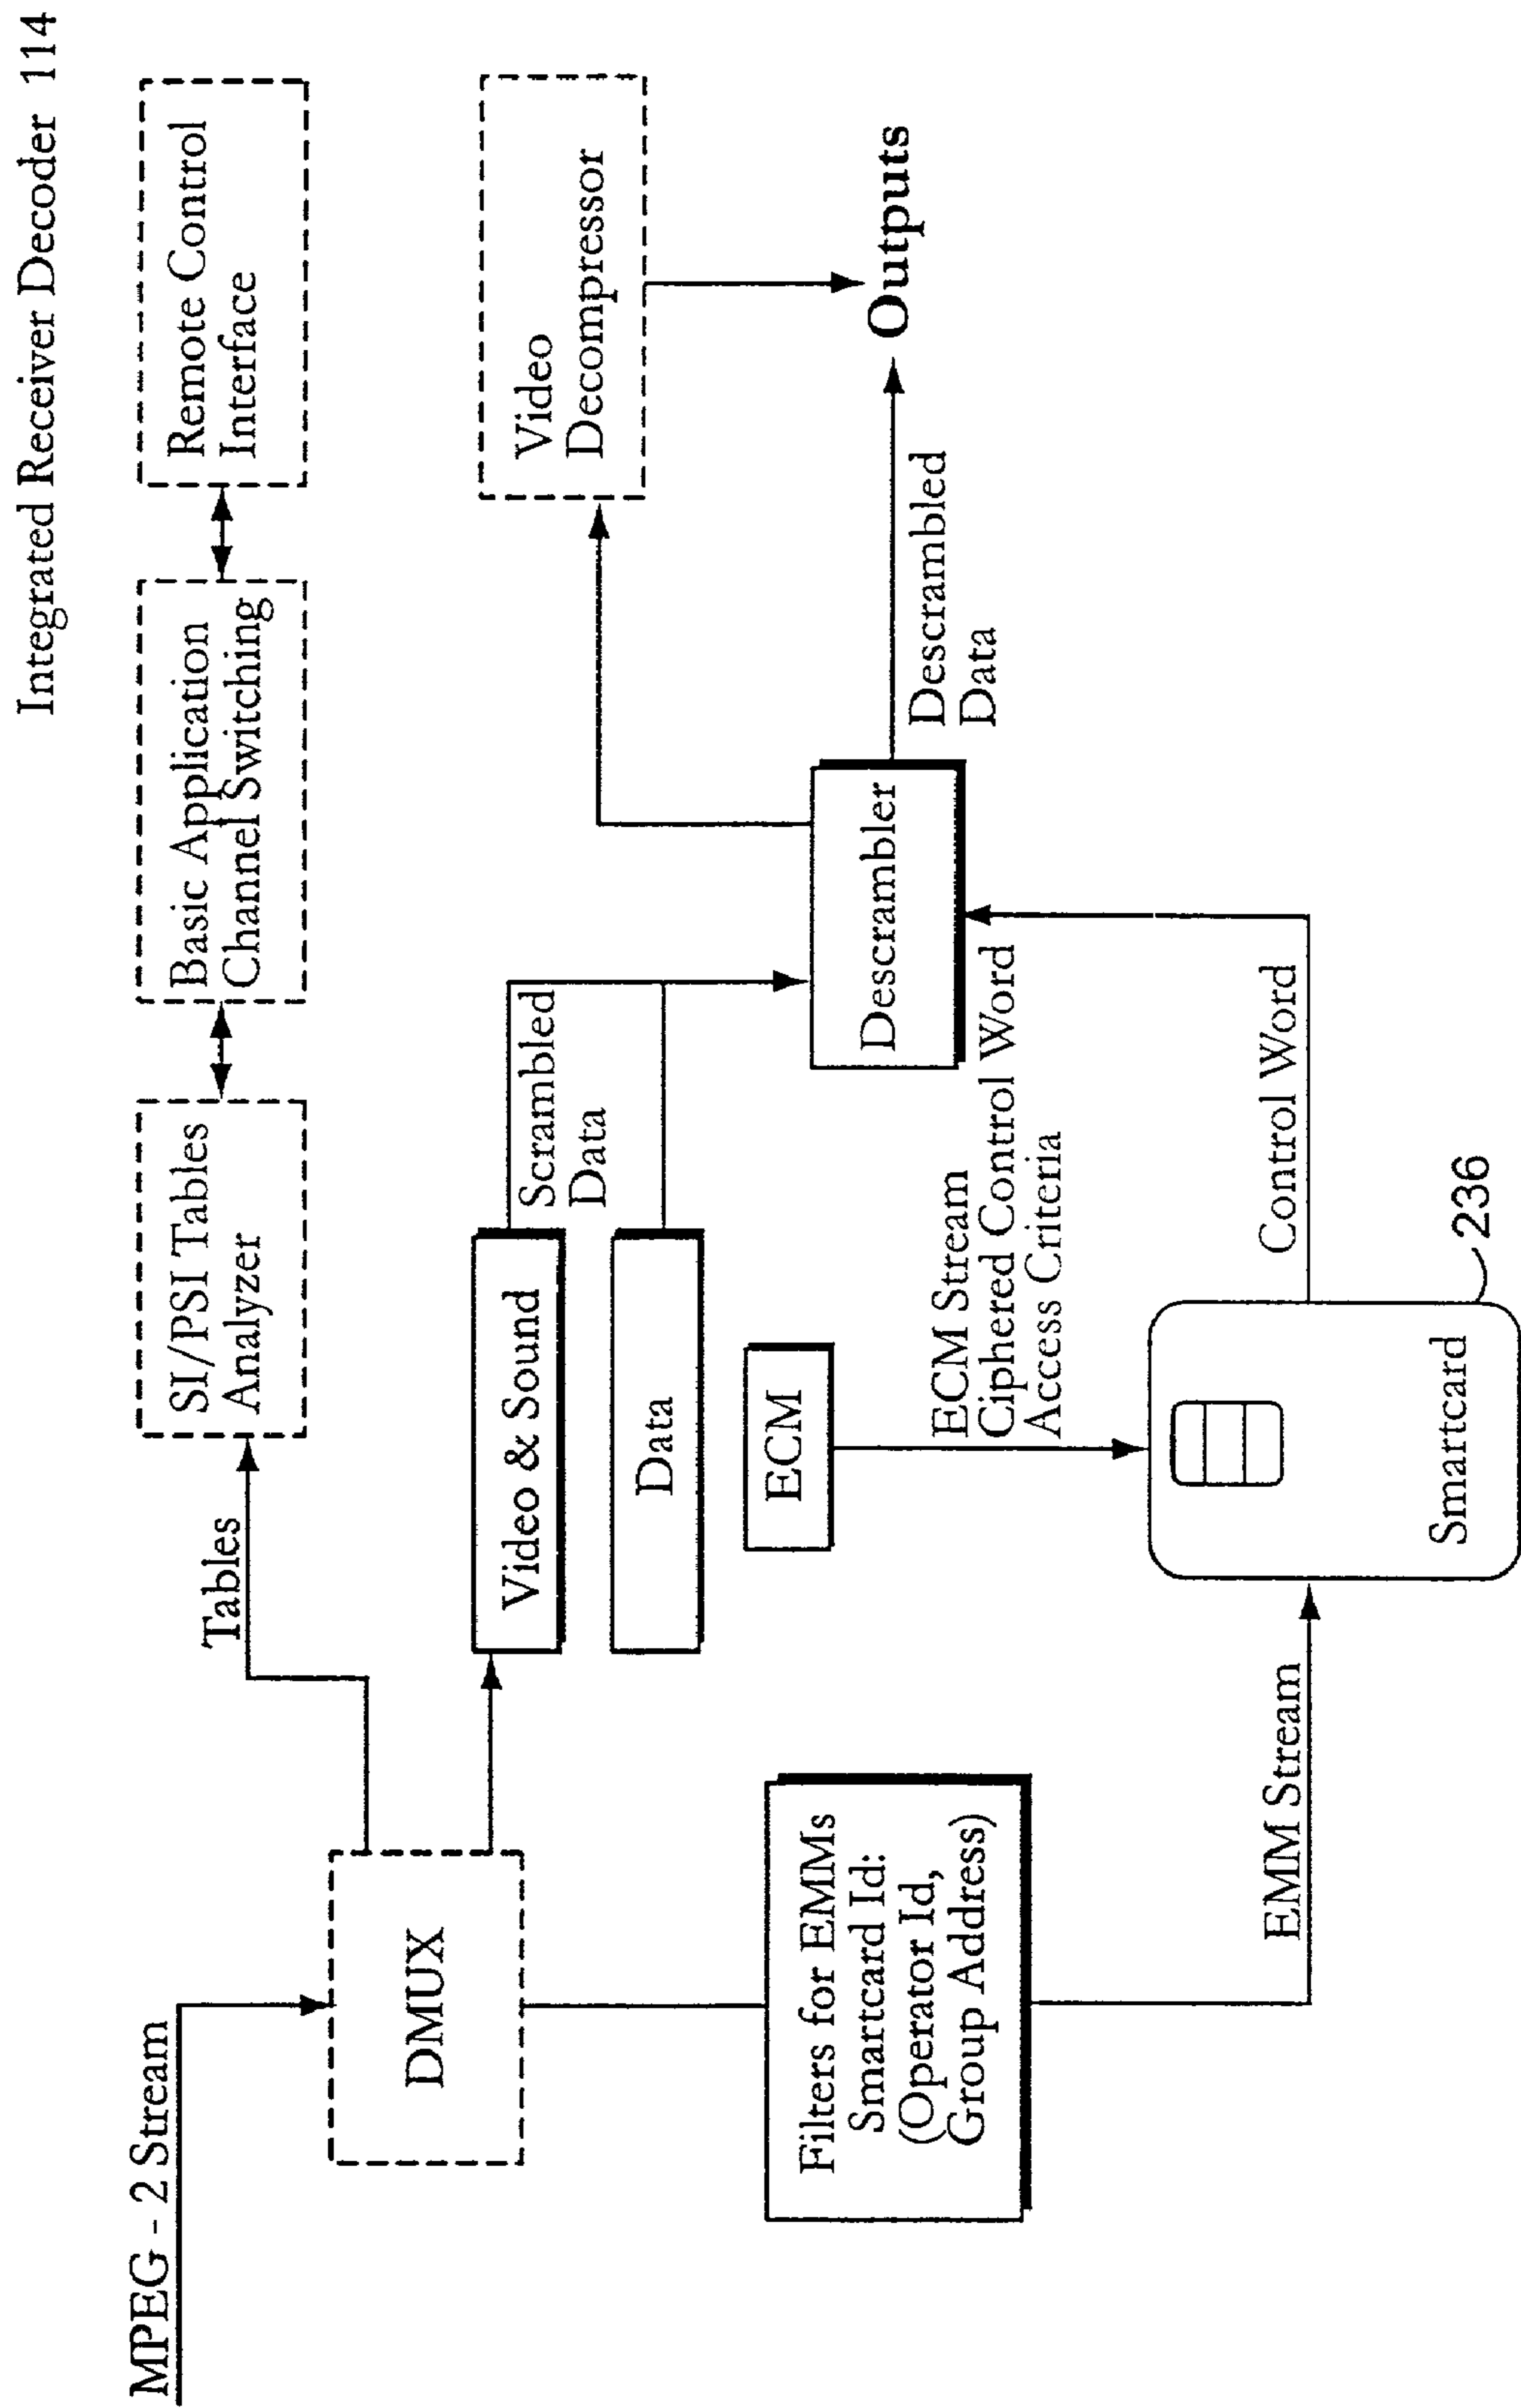 Integrated Receiver Decoder 114
MPEG - 2 Stream
Tables
SI/PSI Tables
Analyzer
Basic Application
Channel Switching
Remote Control
Interface
DMUX
Video & Sound
Scrambled
Data
Data
Video
Decompressor
ECM
Descrambler
Descrambled
Data
Outputs
Filters for EMMs
Smartcard Id:
(Operator Id,
Group Address)
ECM Stream
Ciphered Control Word
Access Criteria
EMM Stream
Smartcard
Control Word
236